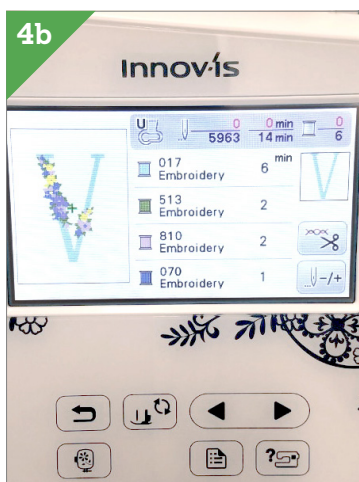 4b
Innov-ís
U 0 0 min 0
5963 14 min 6
017 6 min
Embroidery
513 2
Embroidery
810 2
Embroidery
070 1
Embroidery
-/+
?